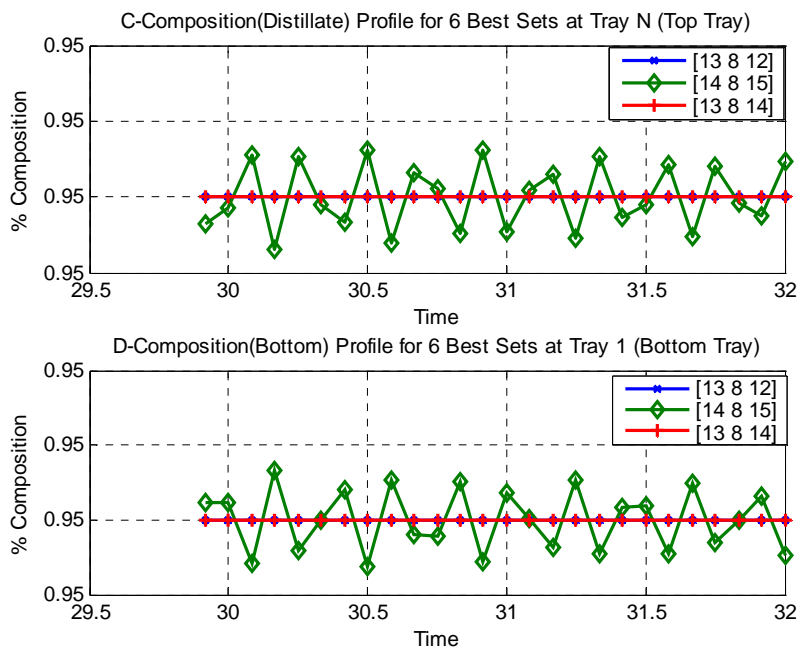 C-Composition(Distillate) Profile for 6 Best Sets at Tray N (Top Tray)
0.95
0.95
0.95
0.95
% Composition
[13 8 12]
[14 8 15]
[13 8 14]
29.5 30 30.5 31 31.5 32
Time
D-Composition(Bottom) Profile for 6 Best Sets at Tray 1 (Bottom Tray)
0.95
0.95
0.95
0.95
% Composition
[13 8 12]
[14 8 15]
[13 8 14]
29.5 30 30.5 31 31.5 32
Time